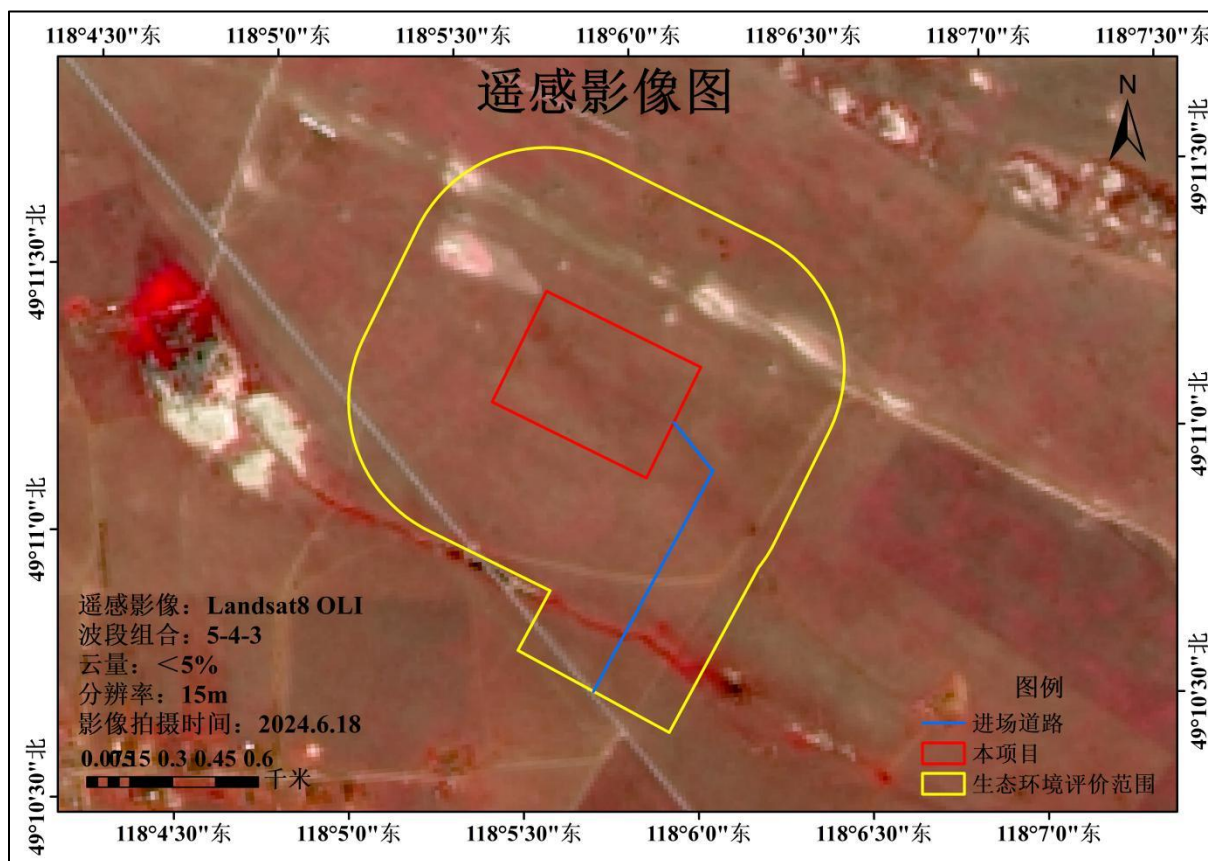 118°4'30"东 118°5'0"东 118°5'30"东 118°6'0"东 118°6'30"东 118°7'0"东 118°7'30"东
遥感影像图
N
49°11'30"北
49°11'0"北
49°10'30"北
49°11'30"北
49°11'0"北
49°10'30"北
遥感影像：Landsat8 OLI
波段组合：5-4-3
云量：＜5%
分辨率：15m
影像拍摄时间：2024.6.18
0 0.075 0.15 0.3 0.45 0.6
千米
图例
进场道路
本项目
生态环境评价范围
118°4'30"东 118°5'0"东 118°5'30"东 118°6'0"东 118°6'30"东 118°7'0"东